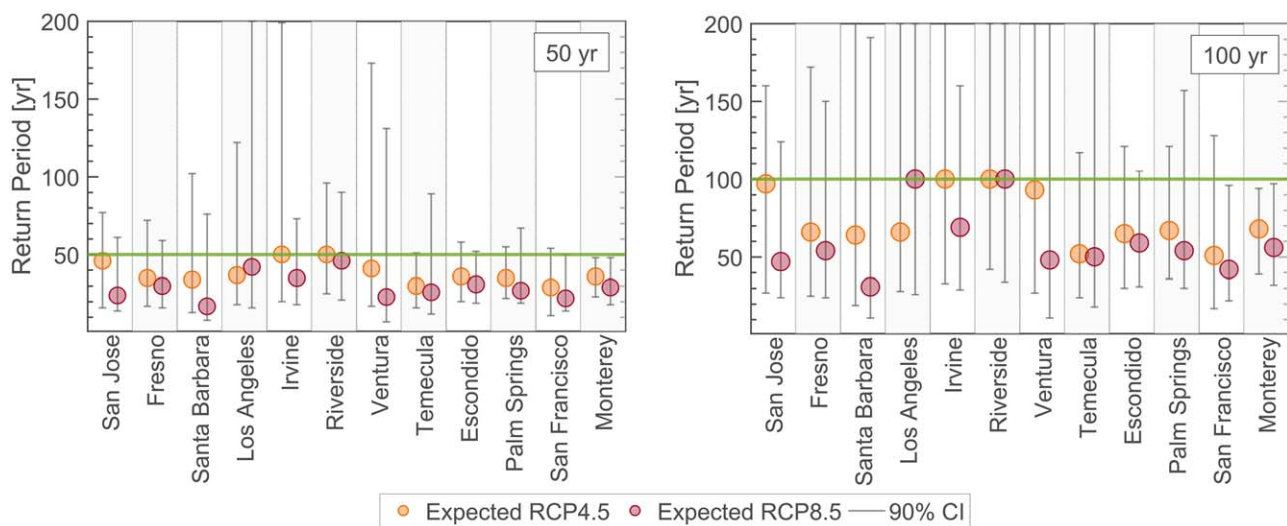 200
150
100
50
Return Period [yr]
50 yr
San Jose
Fresno
Santa Barbara
Los Angeles
Irvine
Riverside
Ventura
Temecula
Escondido
Palm Springs
San Francisco
Monterey
200
150
100
50
0
Return Period [yr]
100 yr
San Jose
Fresno
Santa Barbara
Los Angeles
Irvine
Riverside
Ventura
Temecula
Escondido
Palm Springs
San Francisco
Monterey
Expected RCP4.5 Expected RCP8.5 90% CI